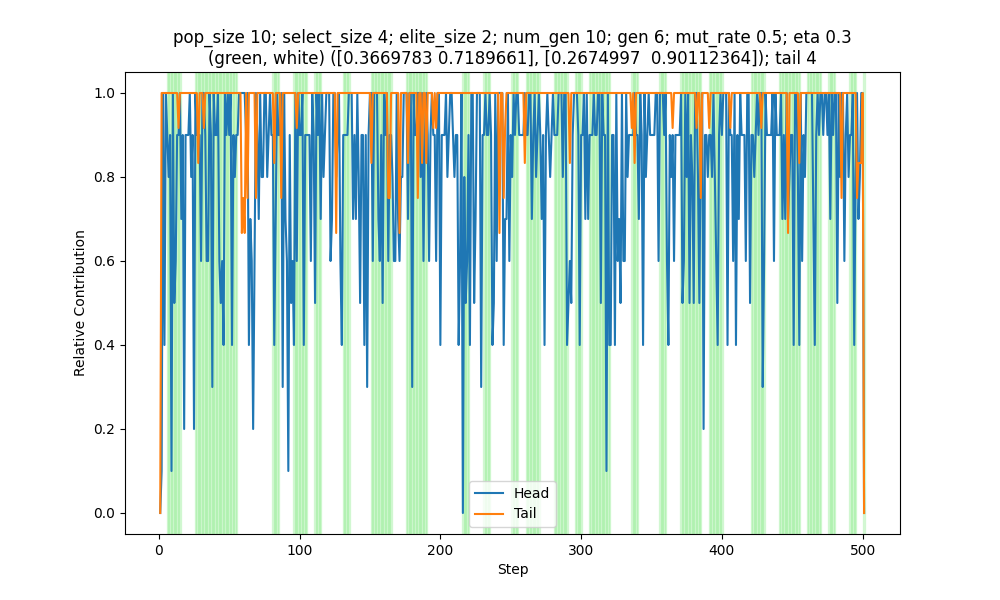 pop_size 10; select_size 4; elite_size 2; num_gen 10; gen 6; mut_rate 0.5; eta 0.3
(green, white) ([0.3669783 0.7189661], [0.2674997  0.90112364]); tail 4
1.0
0.8
0.6
0.4
0.2
0.0
Relative Contribution
Head
Tail
0 100 200 300 400 500
Step